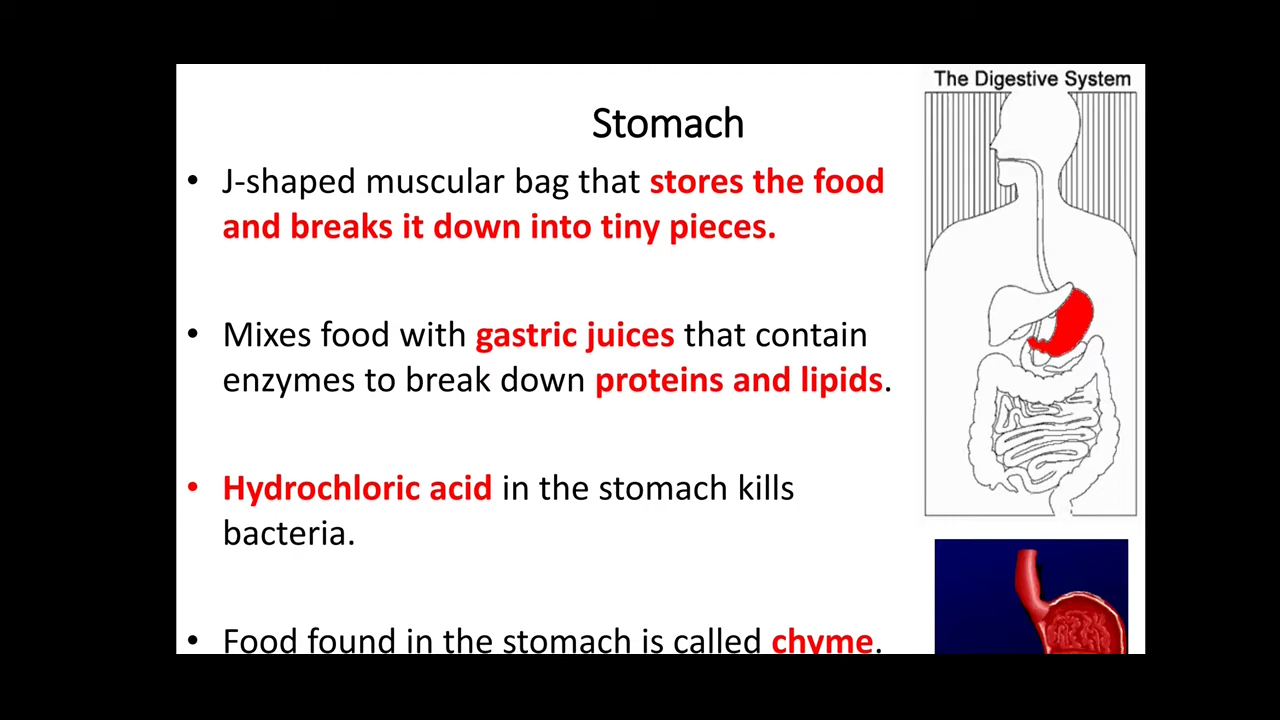 The Digestive System
Stomach
• J-shaped muscular bag that stores the food
and breaks it down into tiny pieces.
• Mixes food with gastric juices that contain
enzymes to break down proteins and lipids.
• Hydrochloric acid in the stomach kills
bacteria.
• Food found in the stomach is called chyme.